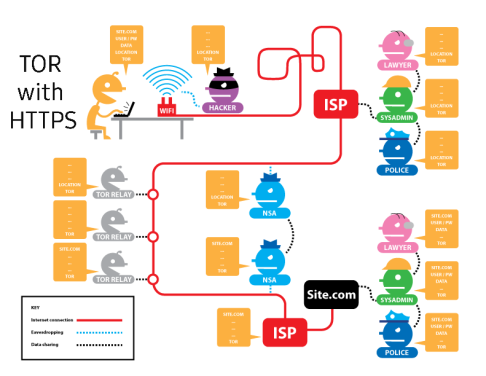 TOR
with
HTTPS
SITE.COM
USER / PW
DATA
LOCATION
TOR
...
...
...
LOCATION
TOR
WIFI
HACKER
ISP
...
...
...
LOCATION
TOR
LAWYER
...
...
...
LOCATION
TOR
SYSADMIN
...
...
...
LOCATION
TOR
POLICE
...
...
...
LOCATION
TOR
TOR RELAY
...
...
...
...
TOR
TOR RELAY
SITE.COM
...
...
...
TOR
TOR RELAY
...
...
...
LOCATION
TOR
NSA
SITE.COM
...
...
...
TOR
NSA
SITE.COM
...
...
...
TOR
ISP
Site.com
SITE.COM
USER / PW
DATA
...
TOR
LAWYER
SITE.COM
USER / PW
DATA
...
TOR
SYSADMIN
SITE.COM
USER / PW
DATA
...
TOR
POLICE
KEY
Internet connection
Eavesdropping
Data sharing